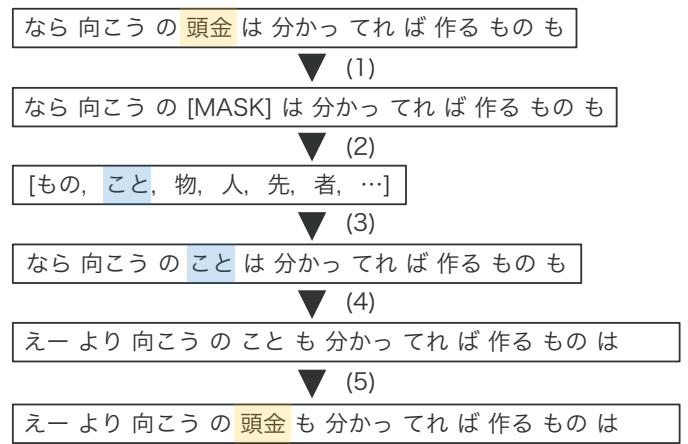 なら 向こう の 頭金 は 分かっ てれ ば 作る もの も
(1)
なら 向こう の [MASK] は 分かっ てれ ば 作る もの も
(2)
[もの, こと, 物, 人, 先, 者, …]
(3)
なら 向こう の こと は 分かっ てれ ば 作る もの も
(4)
えー より 向こう の こと も 分かっ てれ ば 作る もの は
(5)
えー より 向こう の 頭金 も 分かっ てれ ば 作る もの は